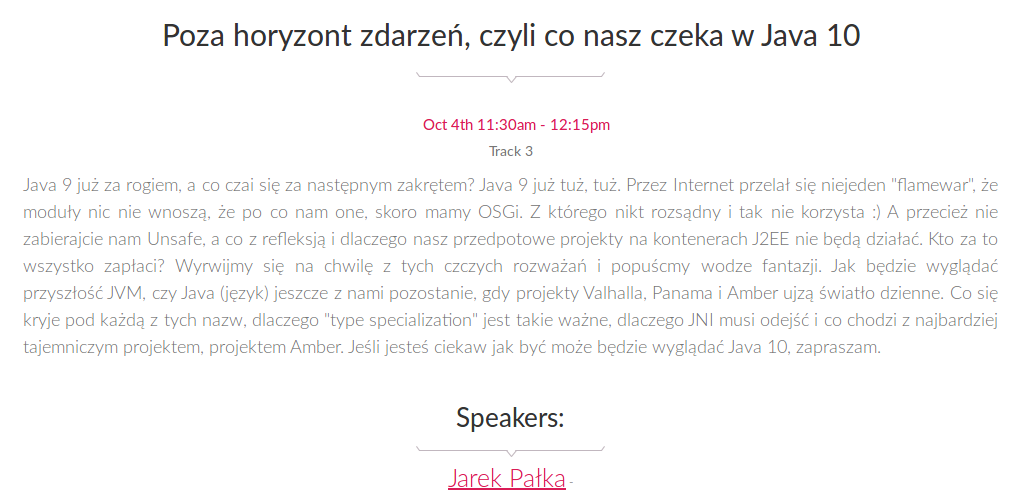 Poza horyzont zdarzeń, czyli co nasz czeka w Java 10
Oct 4th 11:30am - 12:15pm
Track 3
Java 9 już za rogiem, a co czai się za następnym zakrętem? Java 9 już tuż, tuż. Przez Internet przelał się niejeden "flamewar", że
moduły nic nie wnoszą, że po co nam one, skoro mamy OSGi. Z którego nikt rozsądny i tak nie korzysta :) A przecież nie
zabierajcie nam Unsafe, a co z refleksją i dlaczego nasz przedpotowe projekty na kontenerach J2EE nie będą działać. Kto za to
wszystko zapłaci? Wyrwijmy się na chwilę z tych czczych rozważań i popuśćmy wodze fantazji. Jak będzie wyglądać
przyszłość JVM, czy Java (język) jeszcze z nami pozostanie, gdy projekty Valhalla, Panama i Amber ujzą światło dzienne. Co się
kryje pod każdą z tych nazw, dlaczego "type specialization" jest takie ważne, dlaczego JNI musi odejść i co chodzi z najbardziej
tajemniczym projektem, projektem Amber. Jeśli jesteś ciekaw jak być może będzie wyglądać Java 10, zapraszam.
Speakers:
Jarek Pałka -